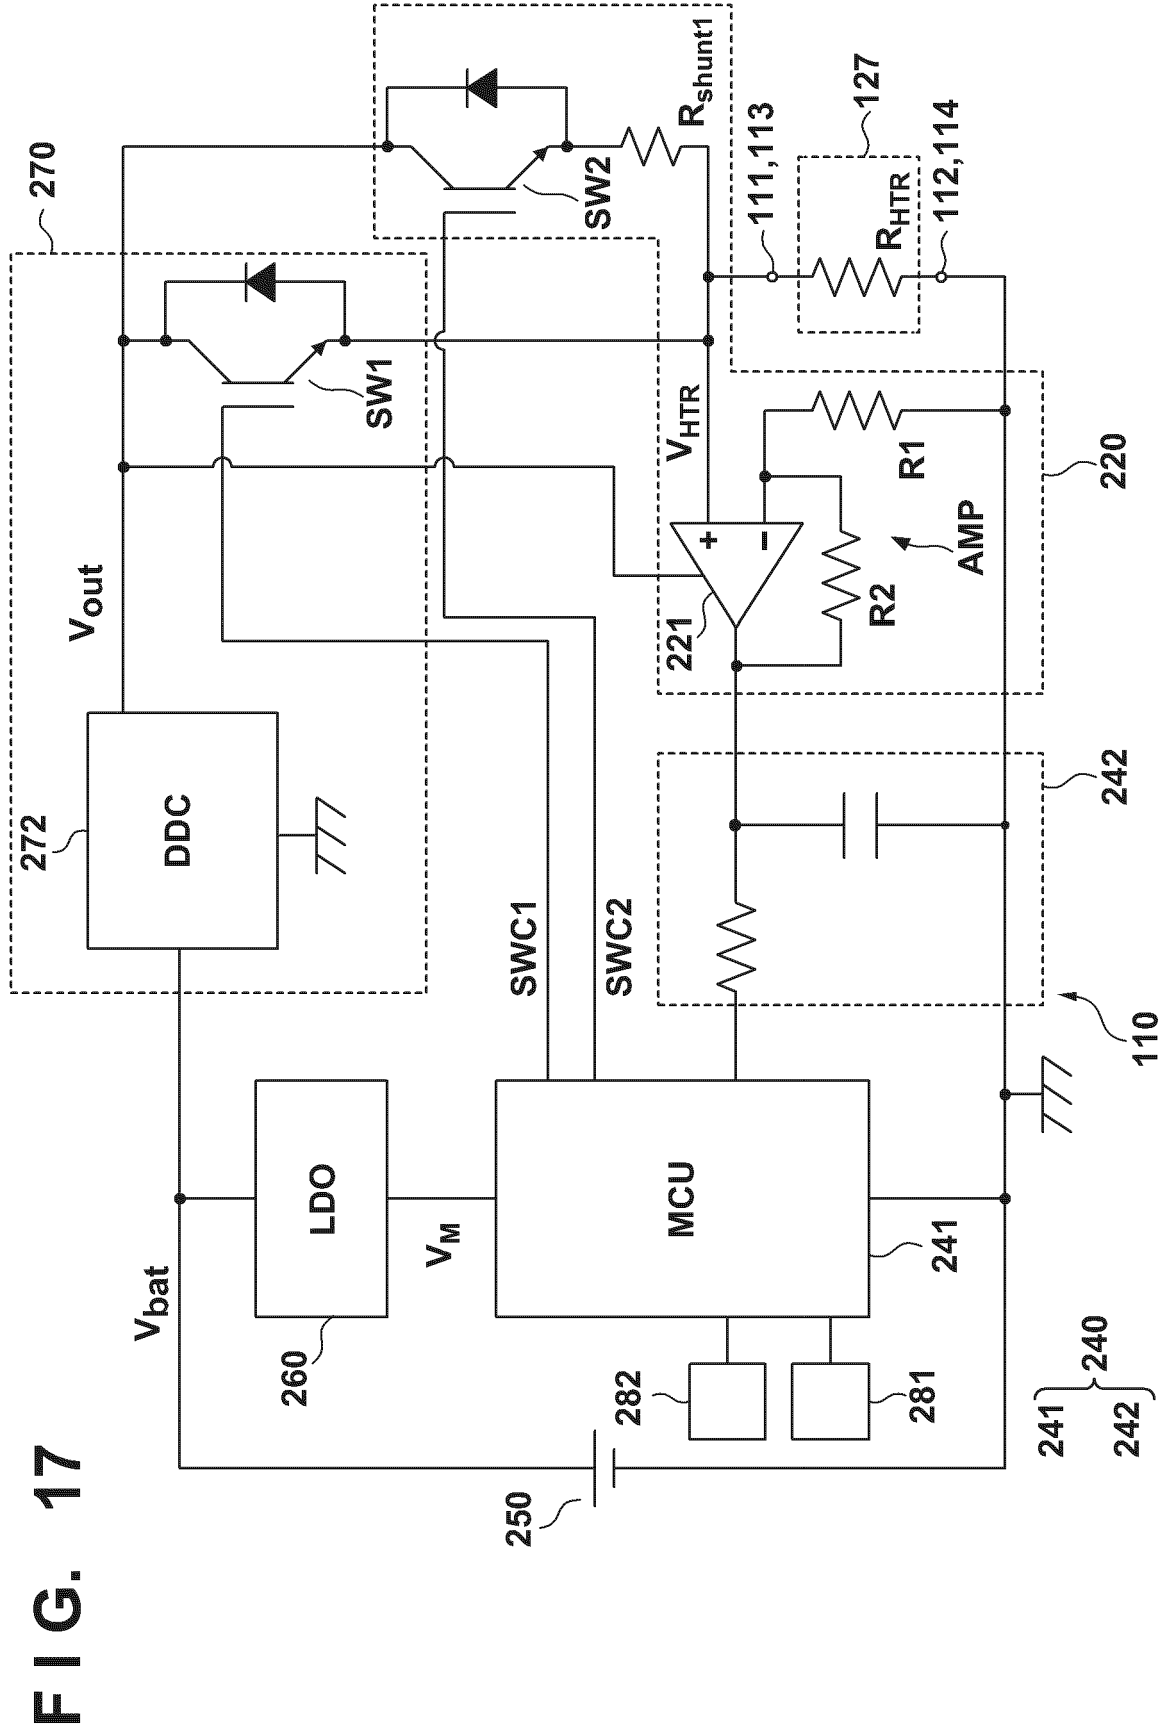 FIG. 17
270
272
DDC
Vout
SW1
SW2
Rshunt1
111,113
127
RHTR
112,114
VHTR
R1
220
AMP
R2
221
242
SWC1
SWC2
110
Vbat
LDO
260
VM
MCU
241
282
281
250
241
242
240
+
−